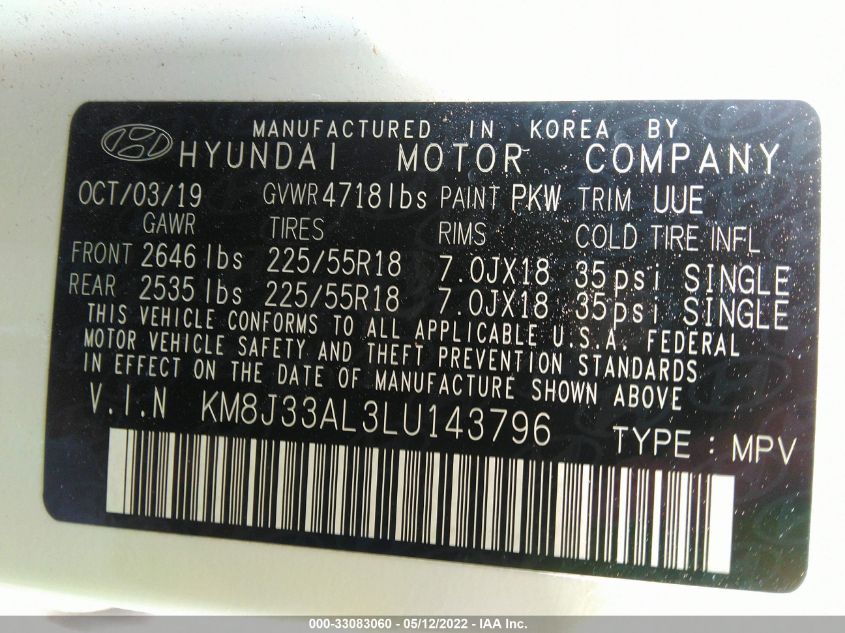 MANUFACTURED IN KOREA BY
HYUNDAI MOTOR COMPANY
OCT/03/19 GVWR 4718 lbs PAINT PKW TRIM UUE
GAWR TIRES RIMS COLD TIRE INFL
FRONT 2646 lbs 225/55R18 7.0JX18 35psi SINGLE
REAR 2535 lbs 225/55R18 7.0JX18 35psi SINGLE
THIS VEHICLE CONFORMS TO ALL APPLICABLE U.S.A. FEDERAL
MOTOR VEHICLE SAFETY AND THEFT PREVENTION STANDARDS
IN EFFECT ON THE DATE OF MANUFACTURE SHOWN ABOVE
V.I.N KM8J33AL3LU143796 TYPE : MPV
000-33083060 - 05/12/2022 - IAA Inc.